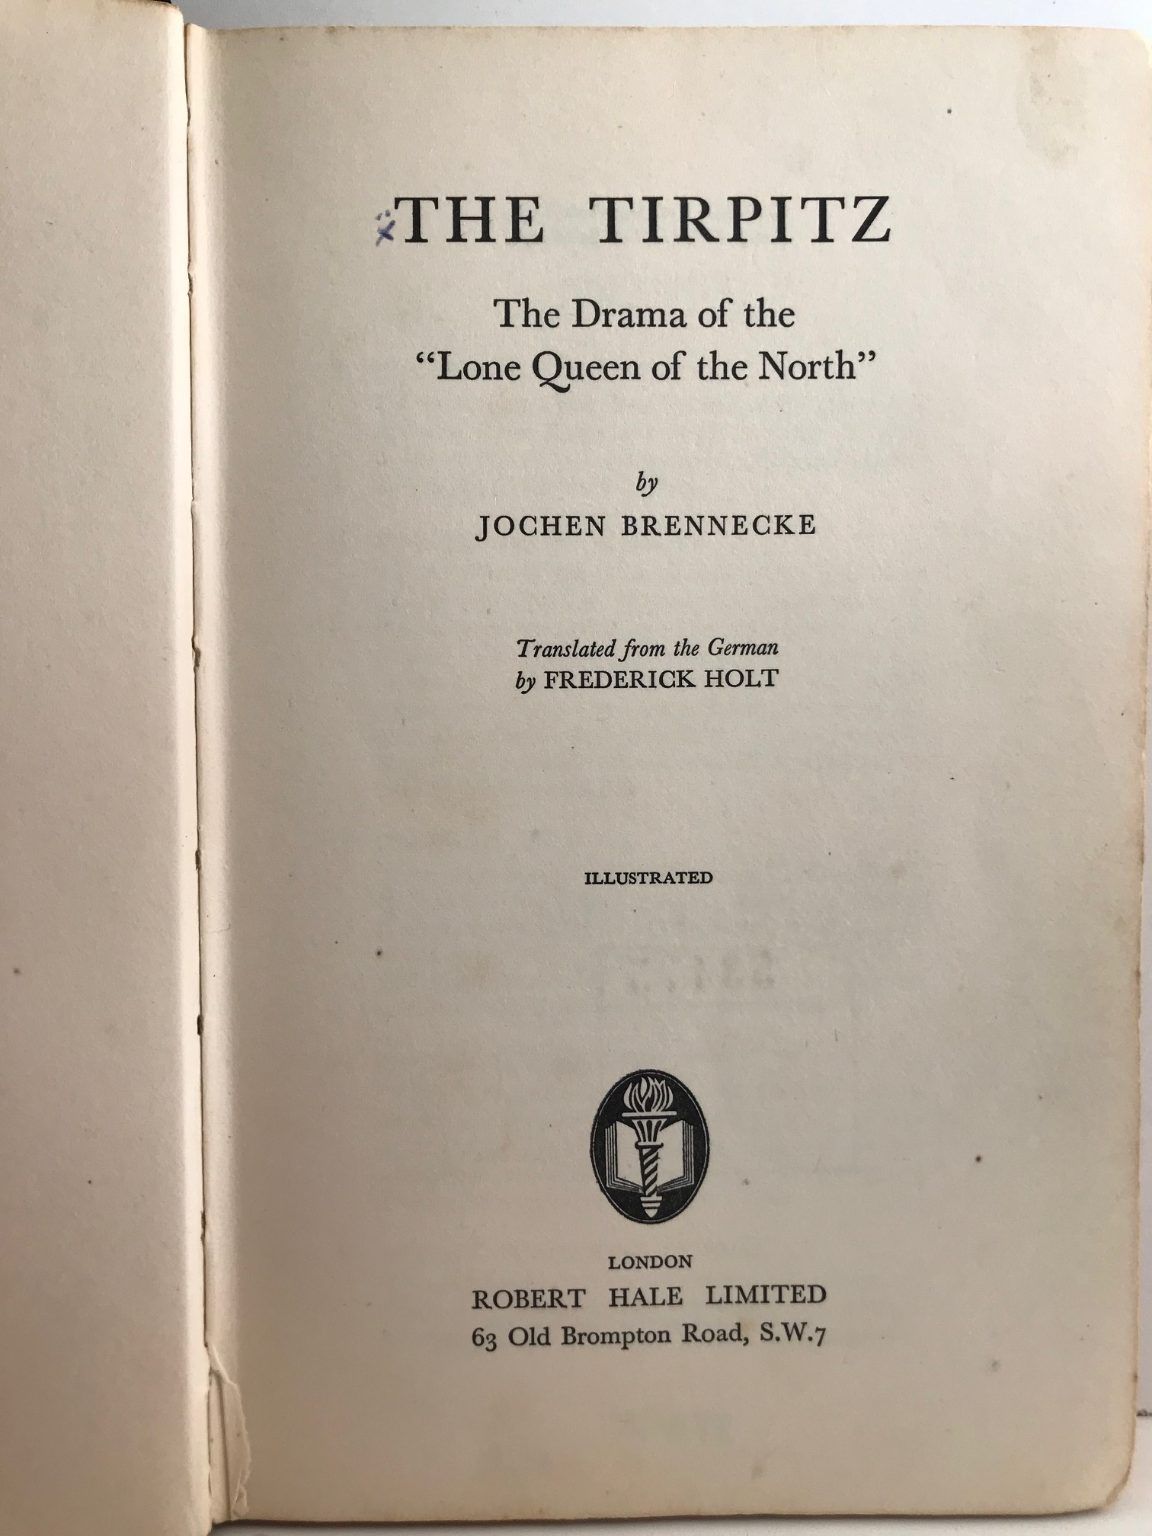 THE TIRPITZ
The Drama of the
“Lone Queen of the North”
by
JOCHEN BRENNECKE
Translated from the German
by FREDERICK HOLT
ILLUSTRATED
LONDON
ROBERT HALE LIMITED
63 Old Brompton Road, S.W.7